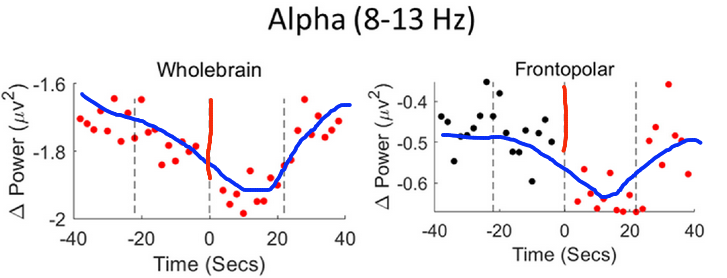 Alpha (8-13 Hz)
Wholebrain
Δ Power (μv²)
-1.6
-1.8
-2
-40
-20
0
20
40
Time (Secs)
Frontopolar
Δ Power (μv²)
-0.4
-0.5
-0.6
-40
-20
0
20
40
Time (Secs)